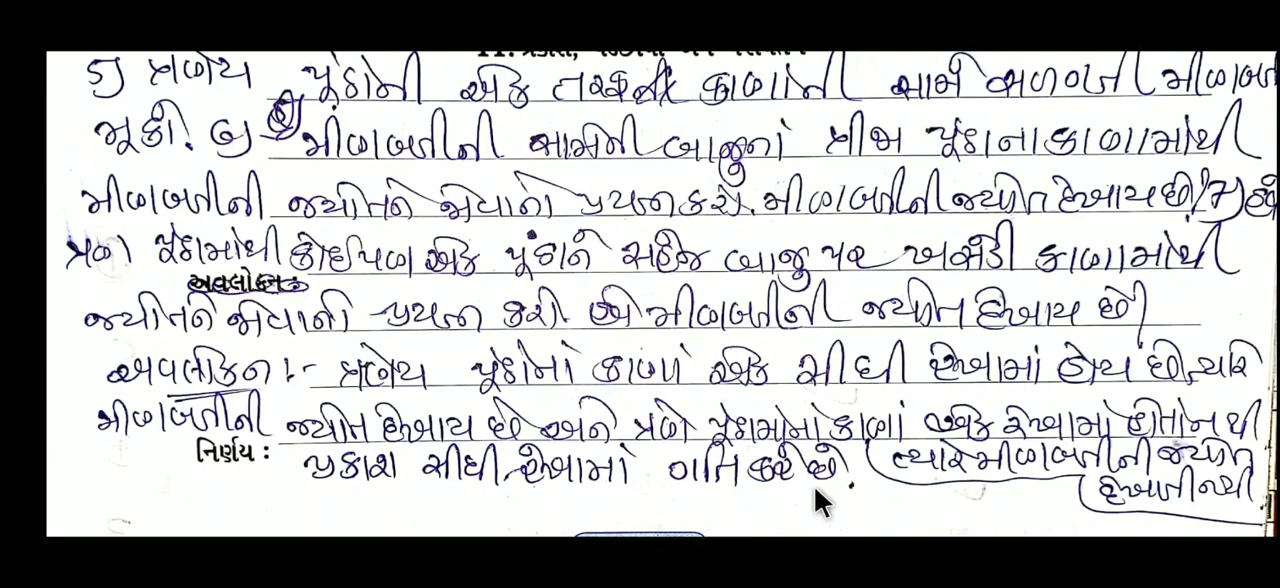 5) ત્રણેય પૂંઠાંની એક તરફની કાણાંની સામે સળગતી મીણબત્તી
મૂકી. 6) મીણબત્તીની સામેની બાજુનાં ત્રીજા પૂંઠાના કાણામાંથી
મીણબત્તીની જ્યોતને જોવાનો પ્રયત્ન કરો. મીણબત્તીની જ્યોત દેખાય છે? 7) હવે
ત્રણ પૂંઠામાંથી કોઈપણ એક પૂંઠાને સહેજ બાજુ પર ખસેડી કાણામાંથી
અવલોકન:
જ્યોતને જોવાનો પ્રયત્ન કરો. શું મીણબત્તીની જ્યોત દેખાય છે?
અવલોકન :- ત્રણેય પૂંઠાંમાં કાણાં એક સીધી રેખામાં હોય છે ત્યારે
મીણબત્તીની જ્યોત દેખાય છે અને ત્રણે પૂંઠામાંનાં કાણાં એક રેખામાં હોતાં નથી
નિર્ણય : પ્રકાશ સીધી રેખામાં ગતિ કરે છે. ત્યારે મીણબત્તીની જ્યોત
દેખાતી નથી